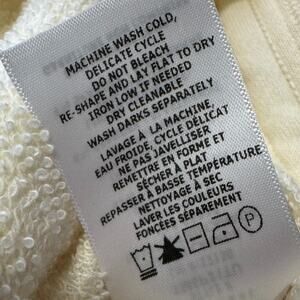 MACHINE WASH COLD,
DELICATE CYCLE
DO NOT BLEACH
RE-SHAPE AND LAY FLAT TO DRY
IRON LOW IF NEEDED
DRY CLEANABLE
WASH DARKS SEPARATELY
LAVAGE À LA MACHINE,
EAU FROIDE, CYCLE DÉLICAT
NE PAS JAVELLISER
REMETTRE EN FORME ET
SÉCHER À PLAT
REPASSER À BASSE TEMPÉRATURE
NETTOYAGE À SEC
LAVER LES COULEURS
FONCÉES SÉPARÉMENT
P